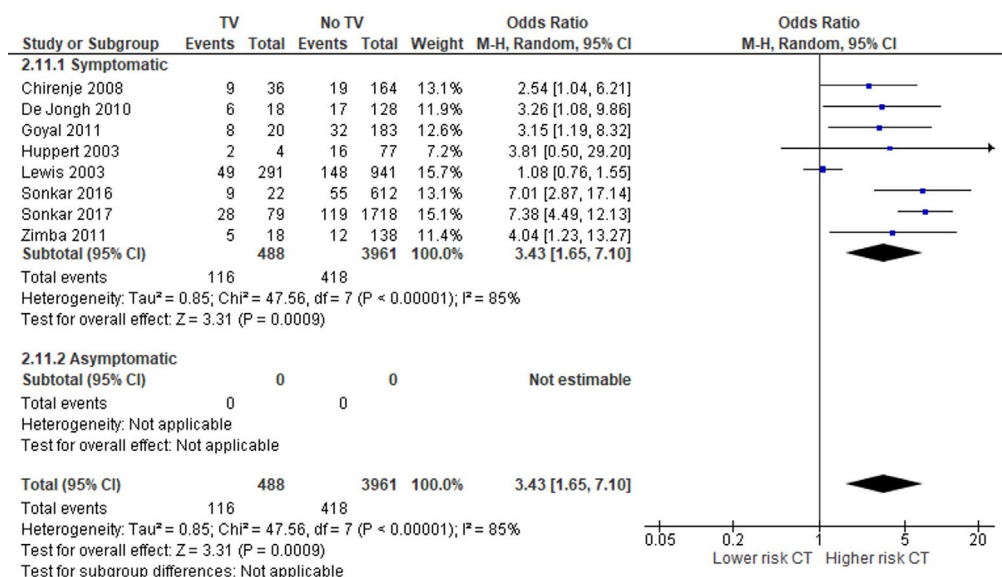 TV No TV Odds Ratio Odds Ratio
Study or Subgroup Events Total Events Total Weight M-H, Random, 95% CI M-H, Random, 95% CI
2.11.1 Symptomatic
Chirenje 2008 9 36 19 164 13.1% 2.54 [1.04, 6.21]
De Jongh 2010 6 18 17 128 11.9% 3.26 [1.08, 9.86]
Goyal 2011 8 20 32 183 12.6% 3.15 [1.19, 8.32]
Huppert 2003 2 4 16 77 7.2% 3.81 [0.50, 29.20]
Lewis 2003 49 291 148 941 15.7% 1.08 [0.76, 1.55]
Sonkar 2016 9 22 55 612 13.1% 7.01 [2.87, 17.14]
Sonkar 2017 28 79 119 1718 15.1% 7.38 [4.49, 12.13]
Zimba 2011 5 18 12 138 11.4% 4.04 [1.23, 13.27]
Subtotal (95% CI) 488 3961 100.0% 3.43 [1.65, 7.10]
Total events 116 418
Heterogeneity: Tau² = 0.85; Chi² = 47.56, df = 7 (P < 0.00001); I² = 85%
Test for overall effect: Z = 3.31 (P = 0.0009)
2.11.2 Asymptomatic
Subtotal (95% CI) 0 0 Not estimable
Total events 0 0
Heterogeneity: Not applicable
Test for overall effect: Not applicable
Total (95% CI) 488 3961 100.0% 3.43 [1.65, 7.10]
Total events 116 418
Heterogeneity: Tau² = 0.85; Chi² = 47.56, df = 7 (P < 0.00001); I² = 85%
Test for overall effect: Z = 3.31 (P = 0.0009)
Test for subgroup differences: Not applicable
0.05 0.2 1 5 20
Lower risk CT Higher risk CT